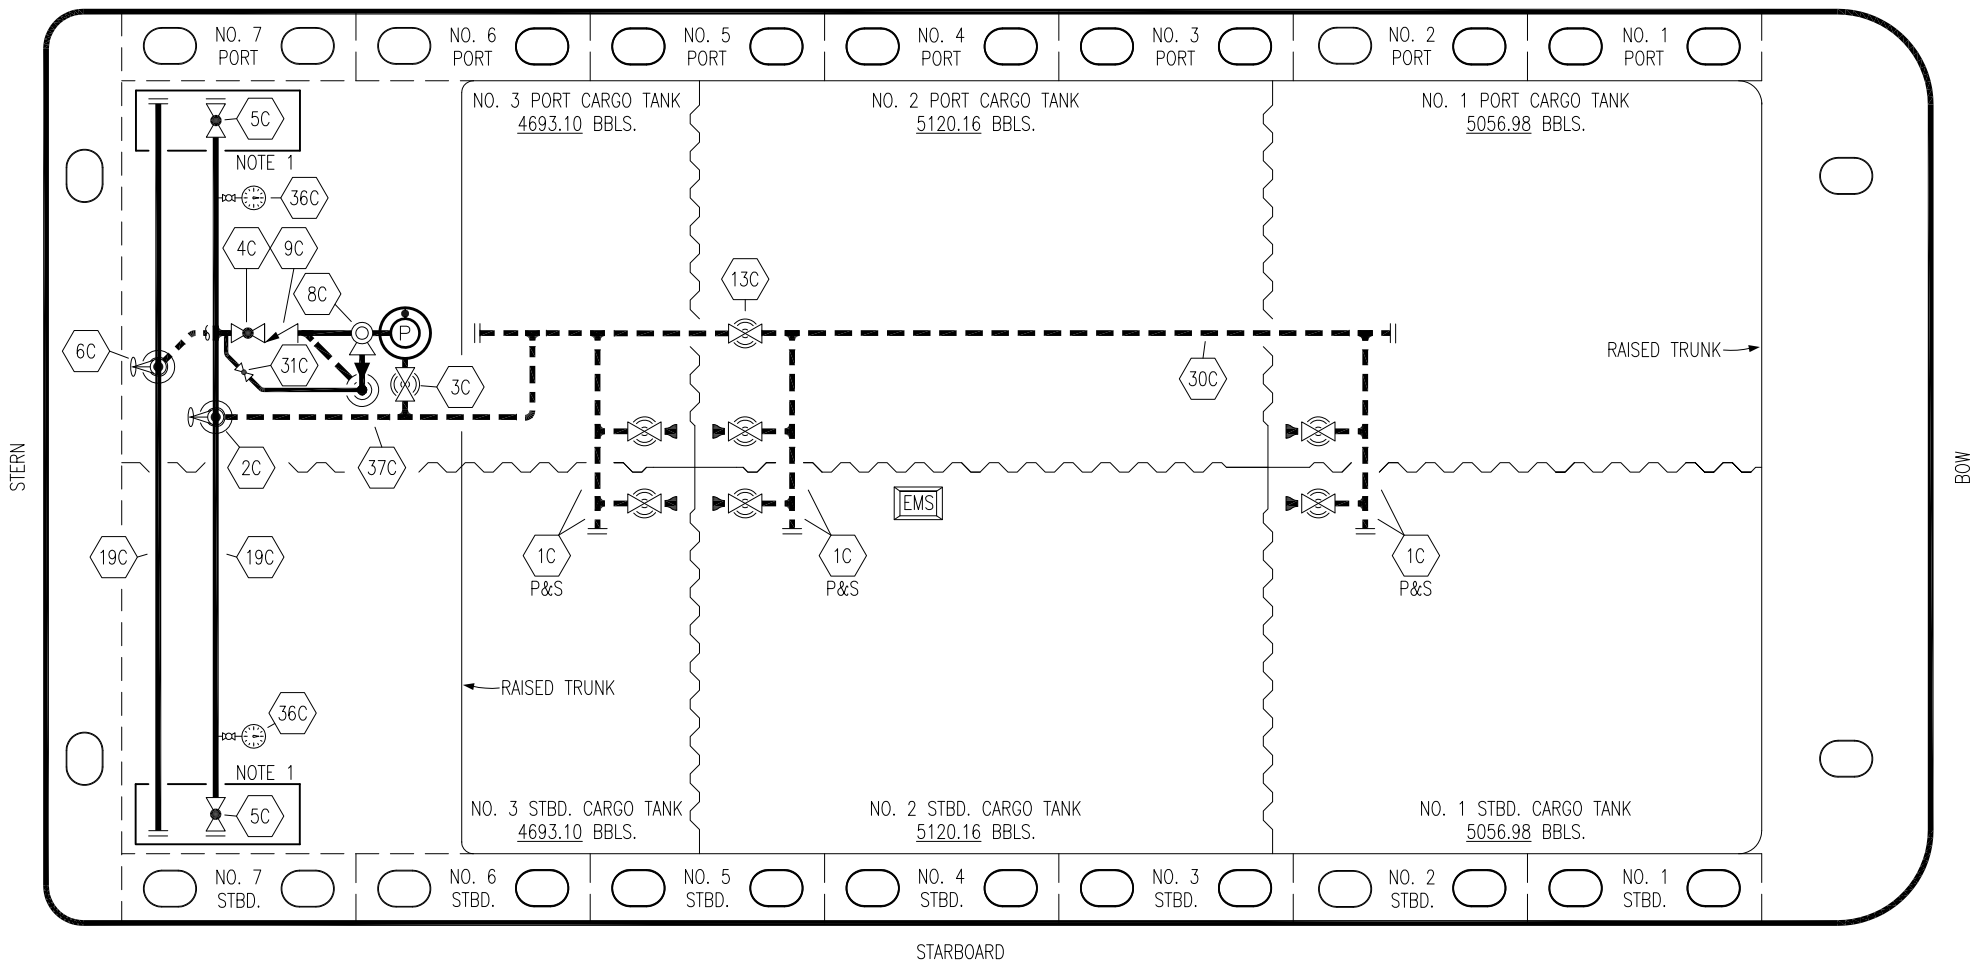 NO. 7
PORT
NO. 6
PORT
NO. 5
PORT
NO. 4
PORT
NO. 3
PORT
NO. 2
PORT
NO. 1
PORT
NO. 3 PORT CARGO TANK
4693.10 BBLS.
NO. 2 PORT CARGO TANK
5120.16 BBLS.
NO. 1 PORT CARGO TANK
5056.98 BBLS.
5C
NOTE 1
36C
4C
9C
8C
13C
P
6C
31C
3C
30C
RAISED TRUNK
2C
37C
STERN
BOW
EMS
19C
19C
1C
P&S
1C
P&S
1C
P&S
RAISED TRUNK
36C
NOTE 1
5C
NO. 3 STBD. CARGO TANK
4693.10 BBLS.
NO. 2 STBD. CARGO TANK
5120.16 BBLS.
NO. 1 STBD. CARGO TANK
5056.98 BBLS.
NO. 7
STBD.
NO. 6
STBD.
NO. 5
STBD.
NO. 4
STBD.
NO. 3
STBD.
NO. 2
STBD.
NO. 1
STBD.
STARBOARD